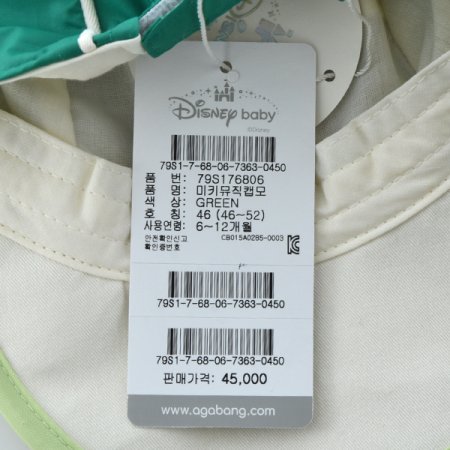 Disney baby
©Disney
79S1-7-68-06-7363-0450
품 번: 79S176806
품 명: 미키뮤직캡모
색 상: GREEN
호 칭: 46 (46~52)
사용연령: 6~12개월
안전확인신고
확인증번호 CB015A0285-0003
79S1-7-68-06-7363-0450
79S1-7-68-06-7363-0450
판매가격: 45,000
www.agabang.com